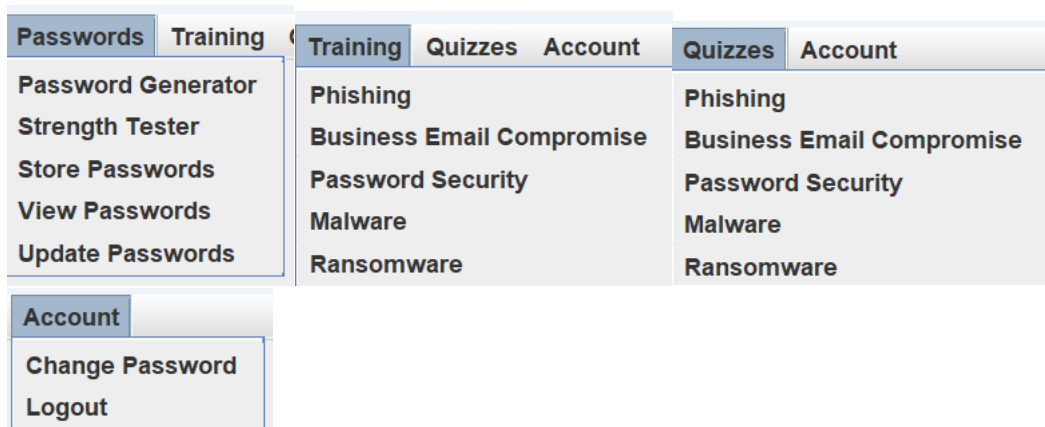 Passwords Training
Password Generator
Strength Tester
Store Passwords
View Passwords
Update Passwords
Training Quizzes Account
Phishing
Business Email Compromise
Password Security
Malware
Ransomware
Quizzes Account
Phishing
Business Email Compromise
Password Security
Malware
Ransomware
Account
Change Password
Logout